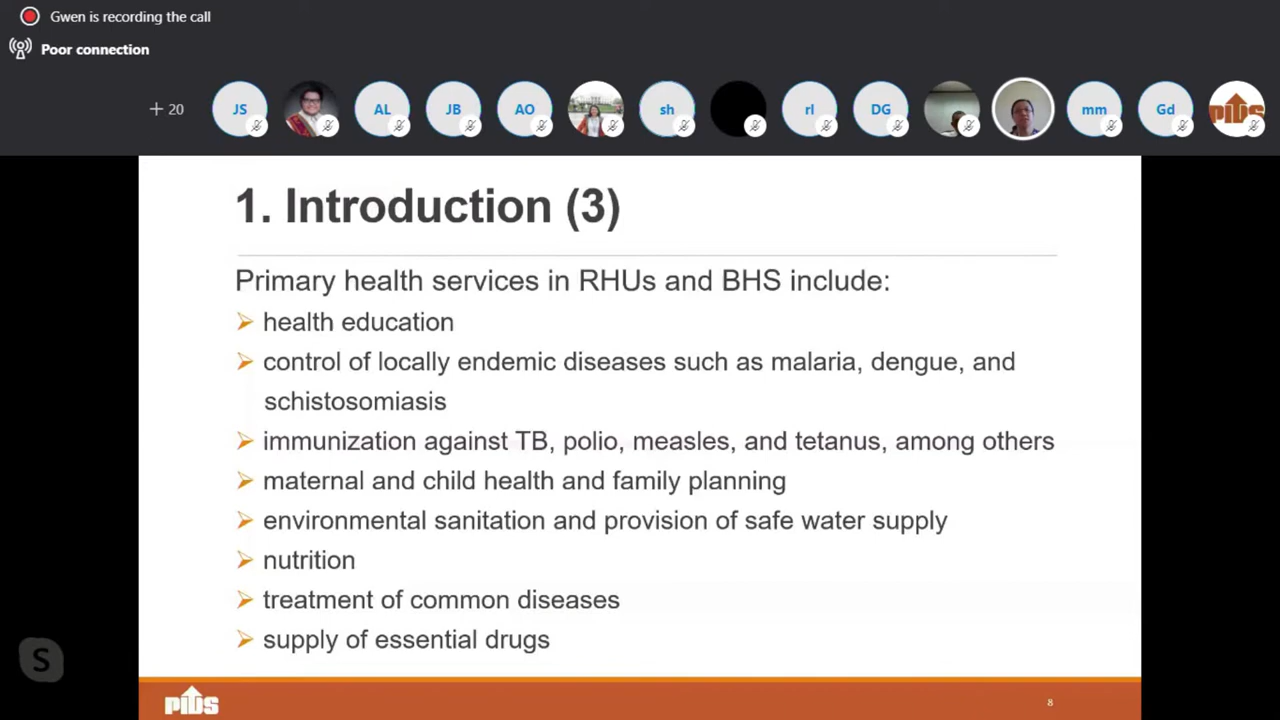 Gwen is recording the call
Poor connection
+ 20
JS
AL
JB
AO
sh
rl
DG
mm
Gd
PIDS
1. Introduction (3)
Primary health services in RHUs and BHS include:
health education
control of locally endemic diseases such as malaria, dengue, and
schistosomiasis
immunization against TB, polio, measles, and tetanus, among others
maternal and child health and family planning
environmental sanitation and provision of safe water supply
nutrition
treatment of common diseases
supply of essential drugs
S
PIDS
8